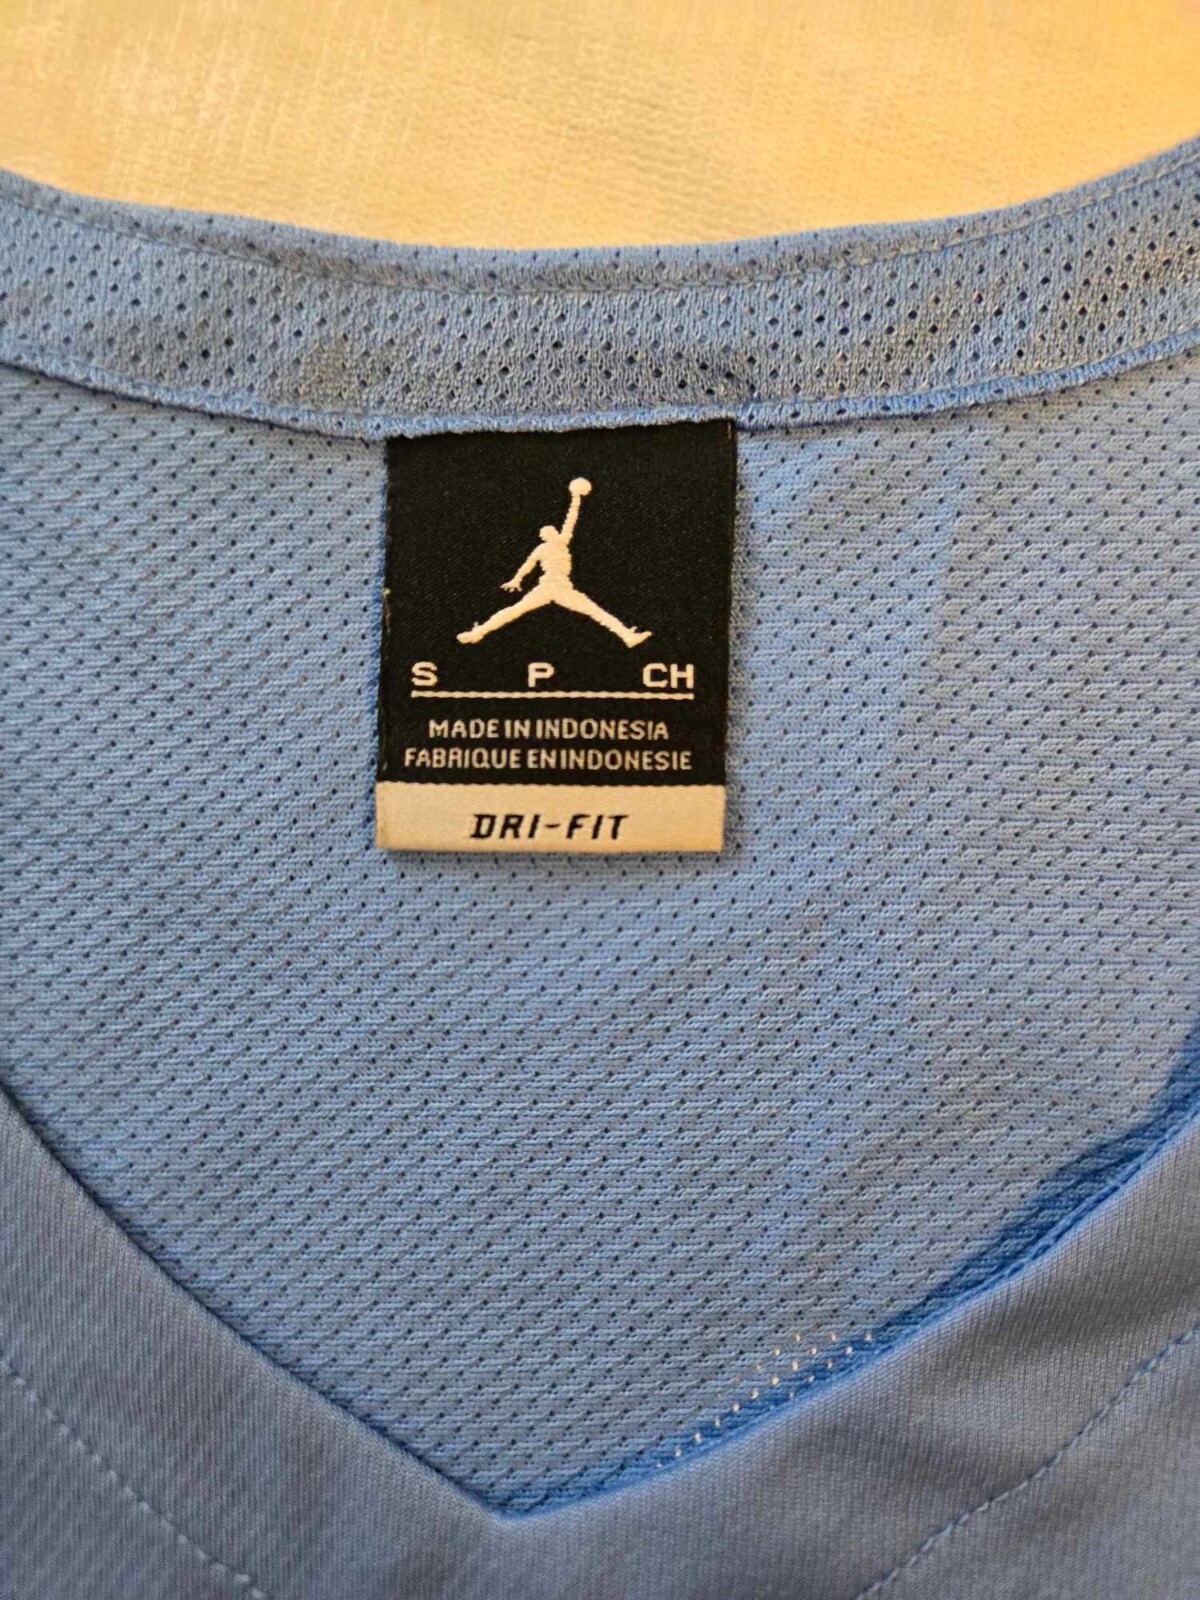 S P CH
MADE IN INDONESIA
FABRIQUE EN INDONESIE
DRI-FIT